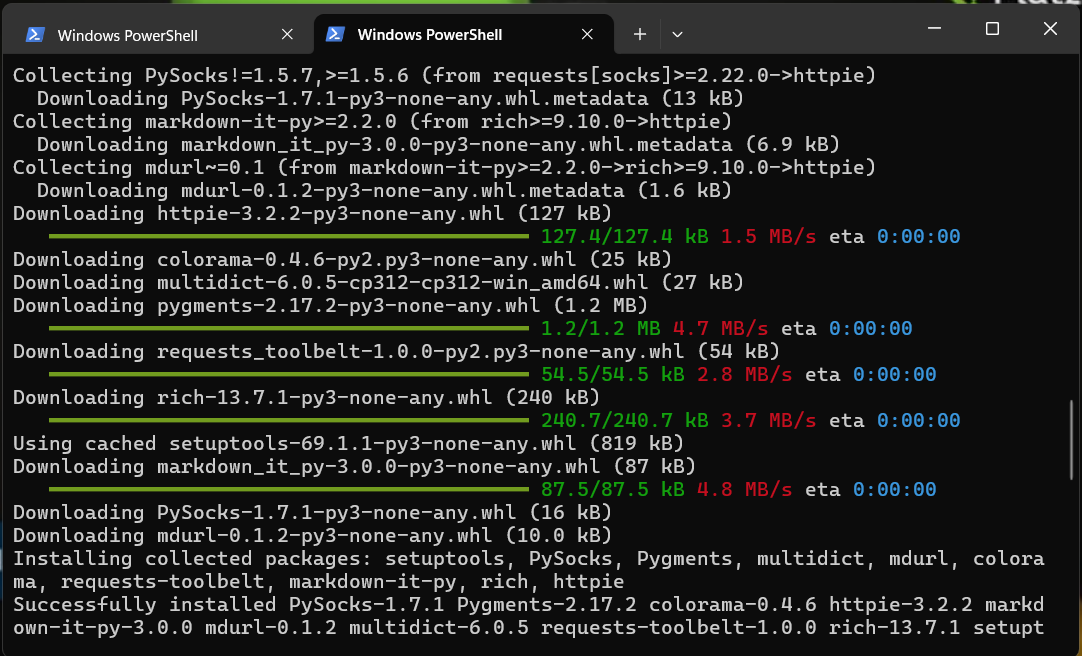 Windows PowerShell
Windows PowerShell
Collecting PySocks!=1.5.7,>=1.5.6 (from requests[socks]>=2.22.0->httpie)
Downloading PySocks-1.7.1-py3-none-any.whl.metadata (13 kB)
Collecting markdown-it-py>=2.2.0 (from rich>=9.10.0->httpie)
Downloading markdown_it_py-3.0.0-py3-none-any.whl.metadata (6.9 kB)
Collecting mdurl~=0.1 (from markdown-it-py>=2.2.0->rich>=9.10.0->httpie)
Downloading mdurl-0.1.2-py3-none-any.whl.metadata (1.6 kB)
Downloading httpie-3.2.2-py3-none-any.whl (127 kB)
127.4/127.4 kB 1.5 MB/s eta 0:00:00
Downloading colorama-0.4.6-py2.py3-none-any.whl (25 kB)
Downloading multidict-6.0.5-cp312-cp312-win_amd64.whl (27 kB)
Downloading pygments-2.17.2-py3-none-any.whl (1.2 MB)
1.2/1.2 MB 4.7 MB/s eta 0:00:00
Downloading requests_toolbelt-1.0.0-py2.py3-none-any.whl (54 kB)
54.5/54.5 kB 2.8 MB/s eta 0:00:00
Downloading rich-13.7.1-py3-none-any.whl (240 kB)
240.7/240.7 kB 3.7 MB/s eta 0:00:00
Using cached setuptools-69.1.1-py3-none-any.whl (819 kB)
Downloading markdown_it_py-3.0.0-py3-none-any.whl (87 kB)
87.5/87.5 kB 4.8 MB/s eta 0:00:00
Downloading PySocks-1.7.1-py3-none-any.whl (16 kB)
Downloading mdurl-0.1.2-py3-none-any.whl (10.0 kB)
Installing collected packages: setuptools, PySocks, Pygments, multidict, mdurl, colora
ma, requests-toolbelt, markdown-it-py, rich, httpie
Successfully installed PySocks-1.7.1 Pygments-2.17.2 colorama-0.4.6 httpie-3.2.2 markd
own-it-py-3.0.0 mdurl-0.1.2 multidict-6.0.5 requests-toolbelt-1.0.0 rich-13.7.1 setupt